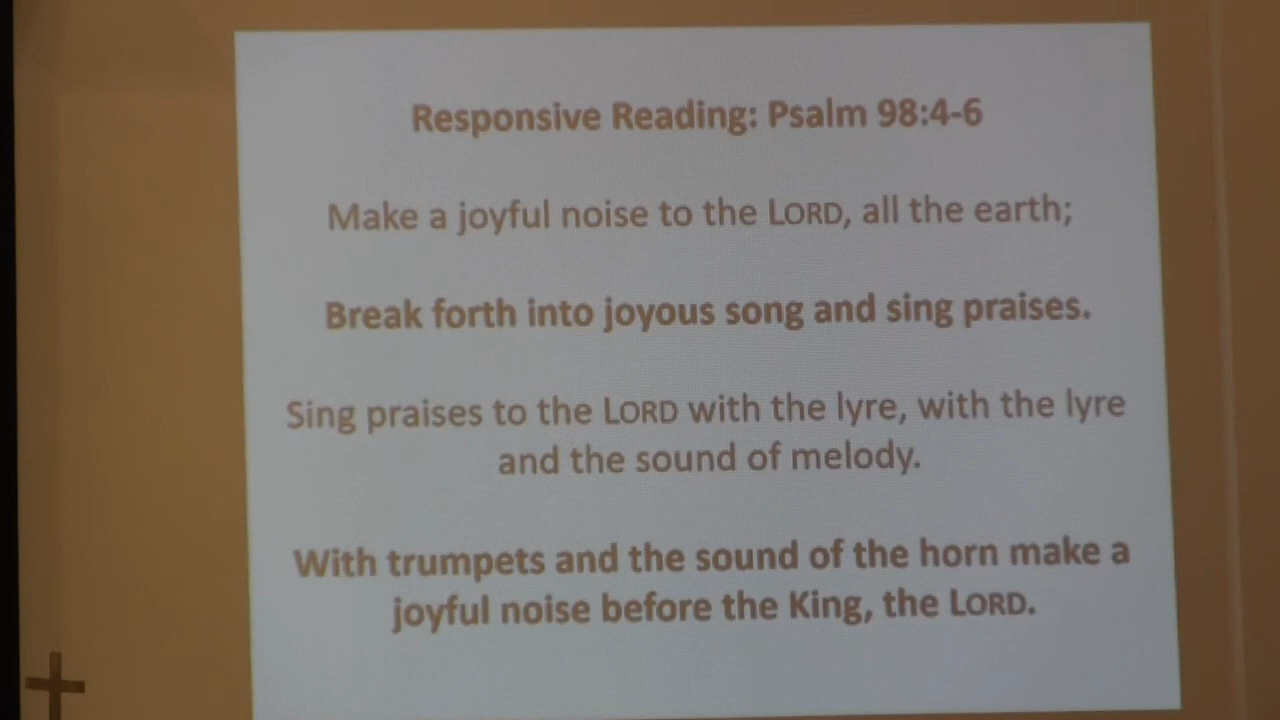 Responsive Reading: Psalm 98:4-6
Make a joyful noise to the LORD, all the earth;
Break forth into joyous song and sing praises.
Sing praises to the LORD with the lyre, with the lyre
and the sound of melody.
With trumpets and the sound of the horn make a
joyful noise before the King, the LORD.